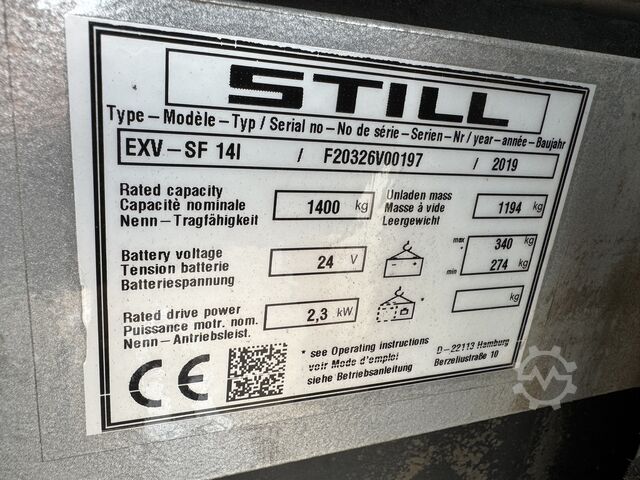 STILL
Type – Modèle – Typ / Serial no – No de série – Serien – Nr / year – année – Baujahr
EXV – SF 14I / F20326V00197 / 2019
Rated capacity
Capacitè nominale
Nenn – Tragfähigkeit
1400 kg
Unladen mass
Masse à vide
Leergewicht
1194 kg
Battery voltage
Tension batterie
Batteriespannung
24 V
max 340 kg
min 274 kg
Rated drive power
Puissance motr. nom.
Nenn – Antriebsleist.
2,3 kW
*
kg
CE
* see Operating instructions
voir Mode d'emploi
siehe Betriebsanleitung
D – 22113 Hamburg
Berzeliusstraße 10